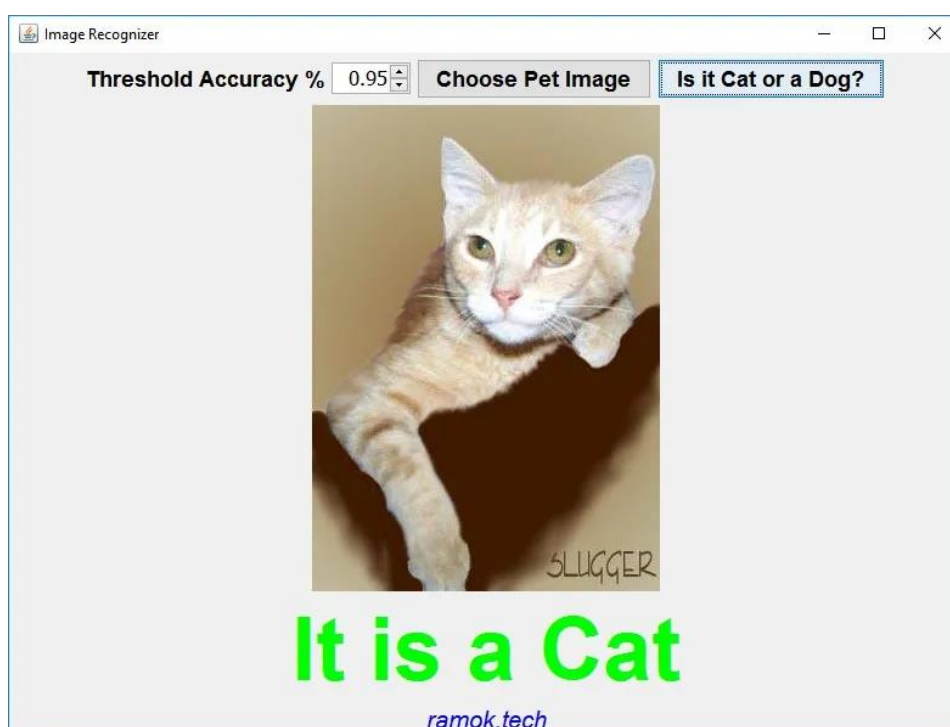 Image Recognizer
Threshold Accuracy % 0.95 Choose Pet Image Is it Cat or a Dog?
SLUGGER
It is a Cat
ramok.tech